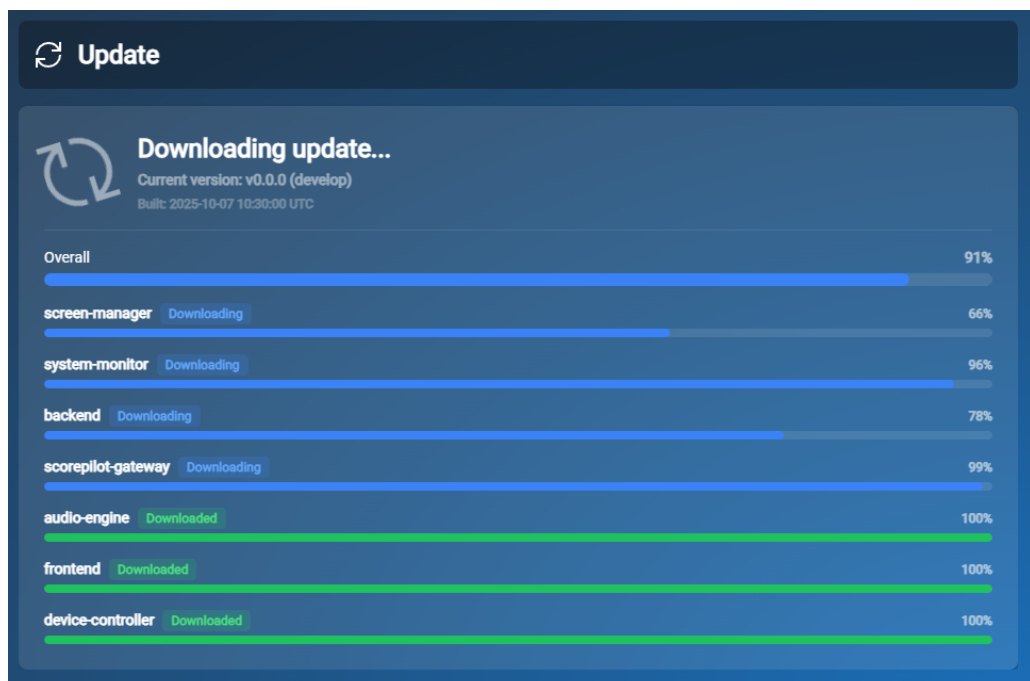 Update
Downloading update...
Current version: v0.0.0 (develop)
Built: 2025-10-07 10:30:00 UTC
Overall 91%
screen-manager Downloading 66%
system-monitor Downloading 96%
backend Downloading 78%
scorepilot-gateway Downloading 99%
audio-engine Downloaded 100%
frontend Downloaded 100%
device-controller Downloaded 100%